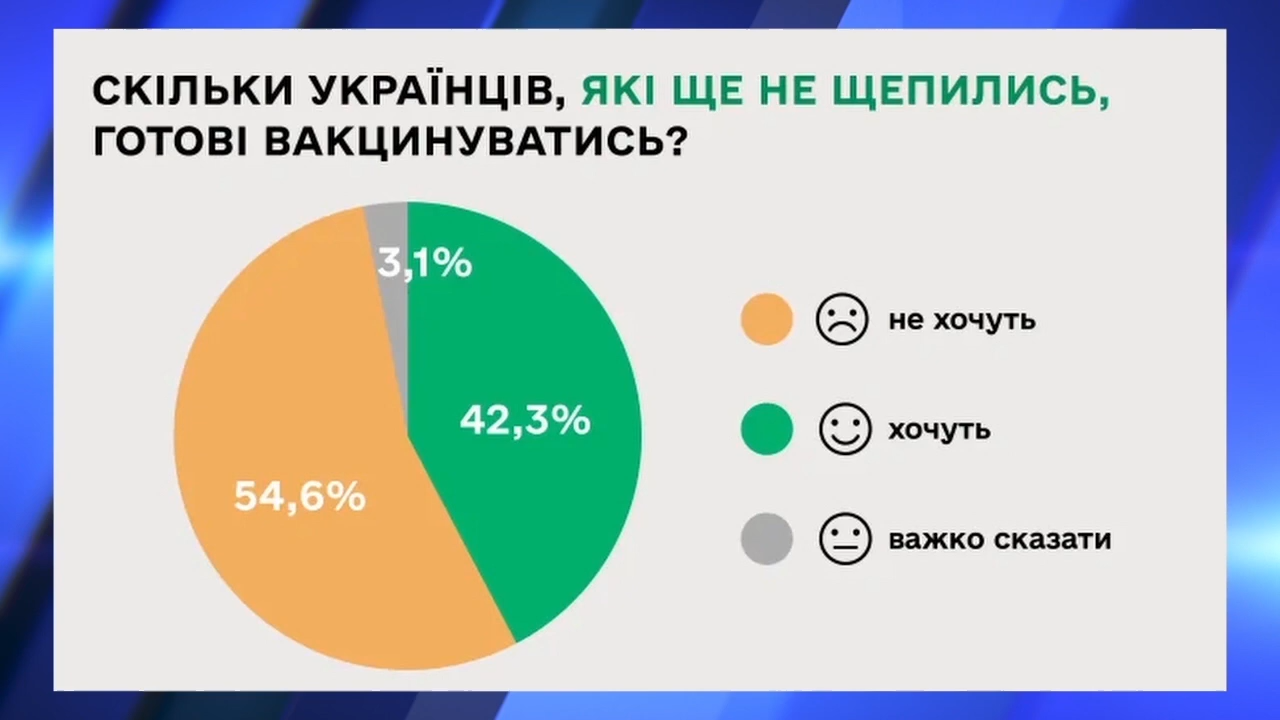 СКІЛЬКИ УКРАЇНЦІВ, ЯКІ ЩЕ НЕ ЩЕПИЛИСЬ,
ГОТОВІ ВАКЦИНУВАТИСЬ?
3,1%
42,3%
54,6%
не хочуть
хочуть
важко сказати